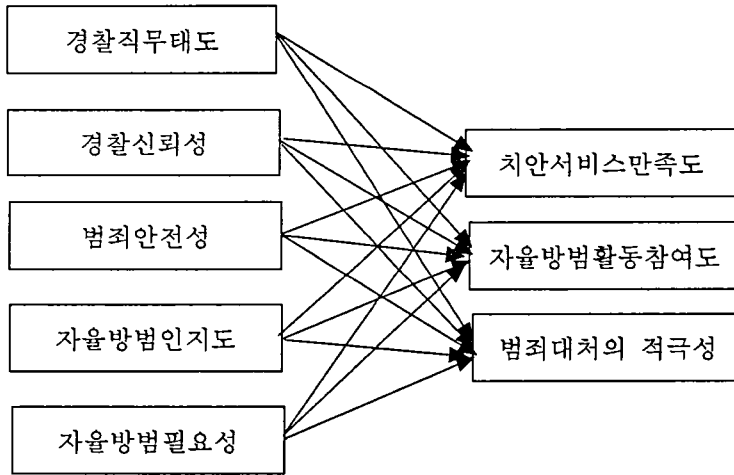 경찰직무태도
경찰신뢰성
범죄안전성
자율방범인지도
자율방범필요성
치안서비스만족도
자율방범활동참여도
범죄대처의 적극성